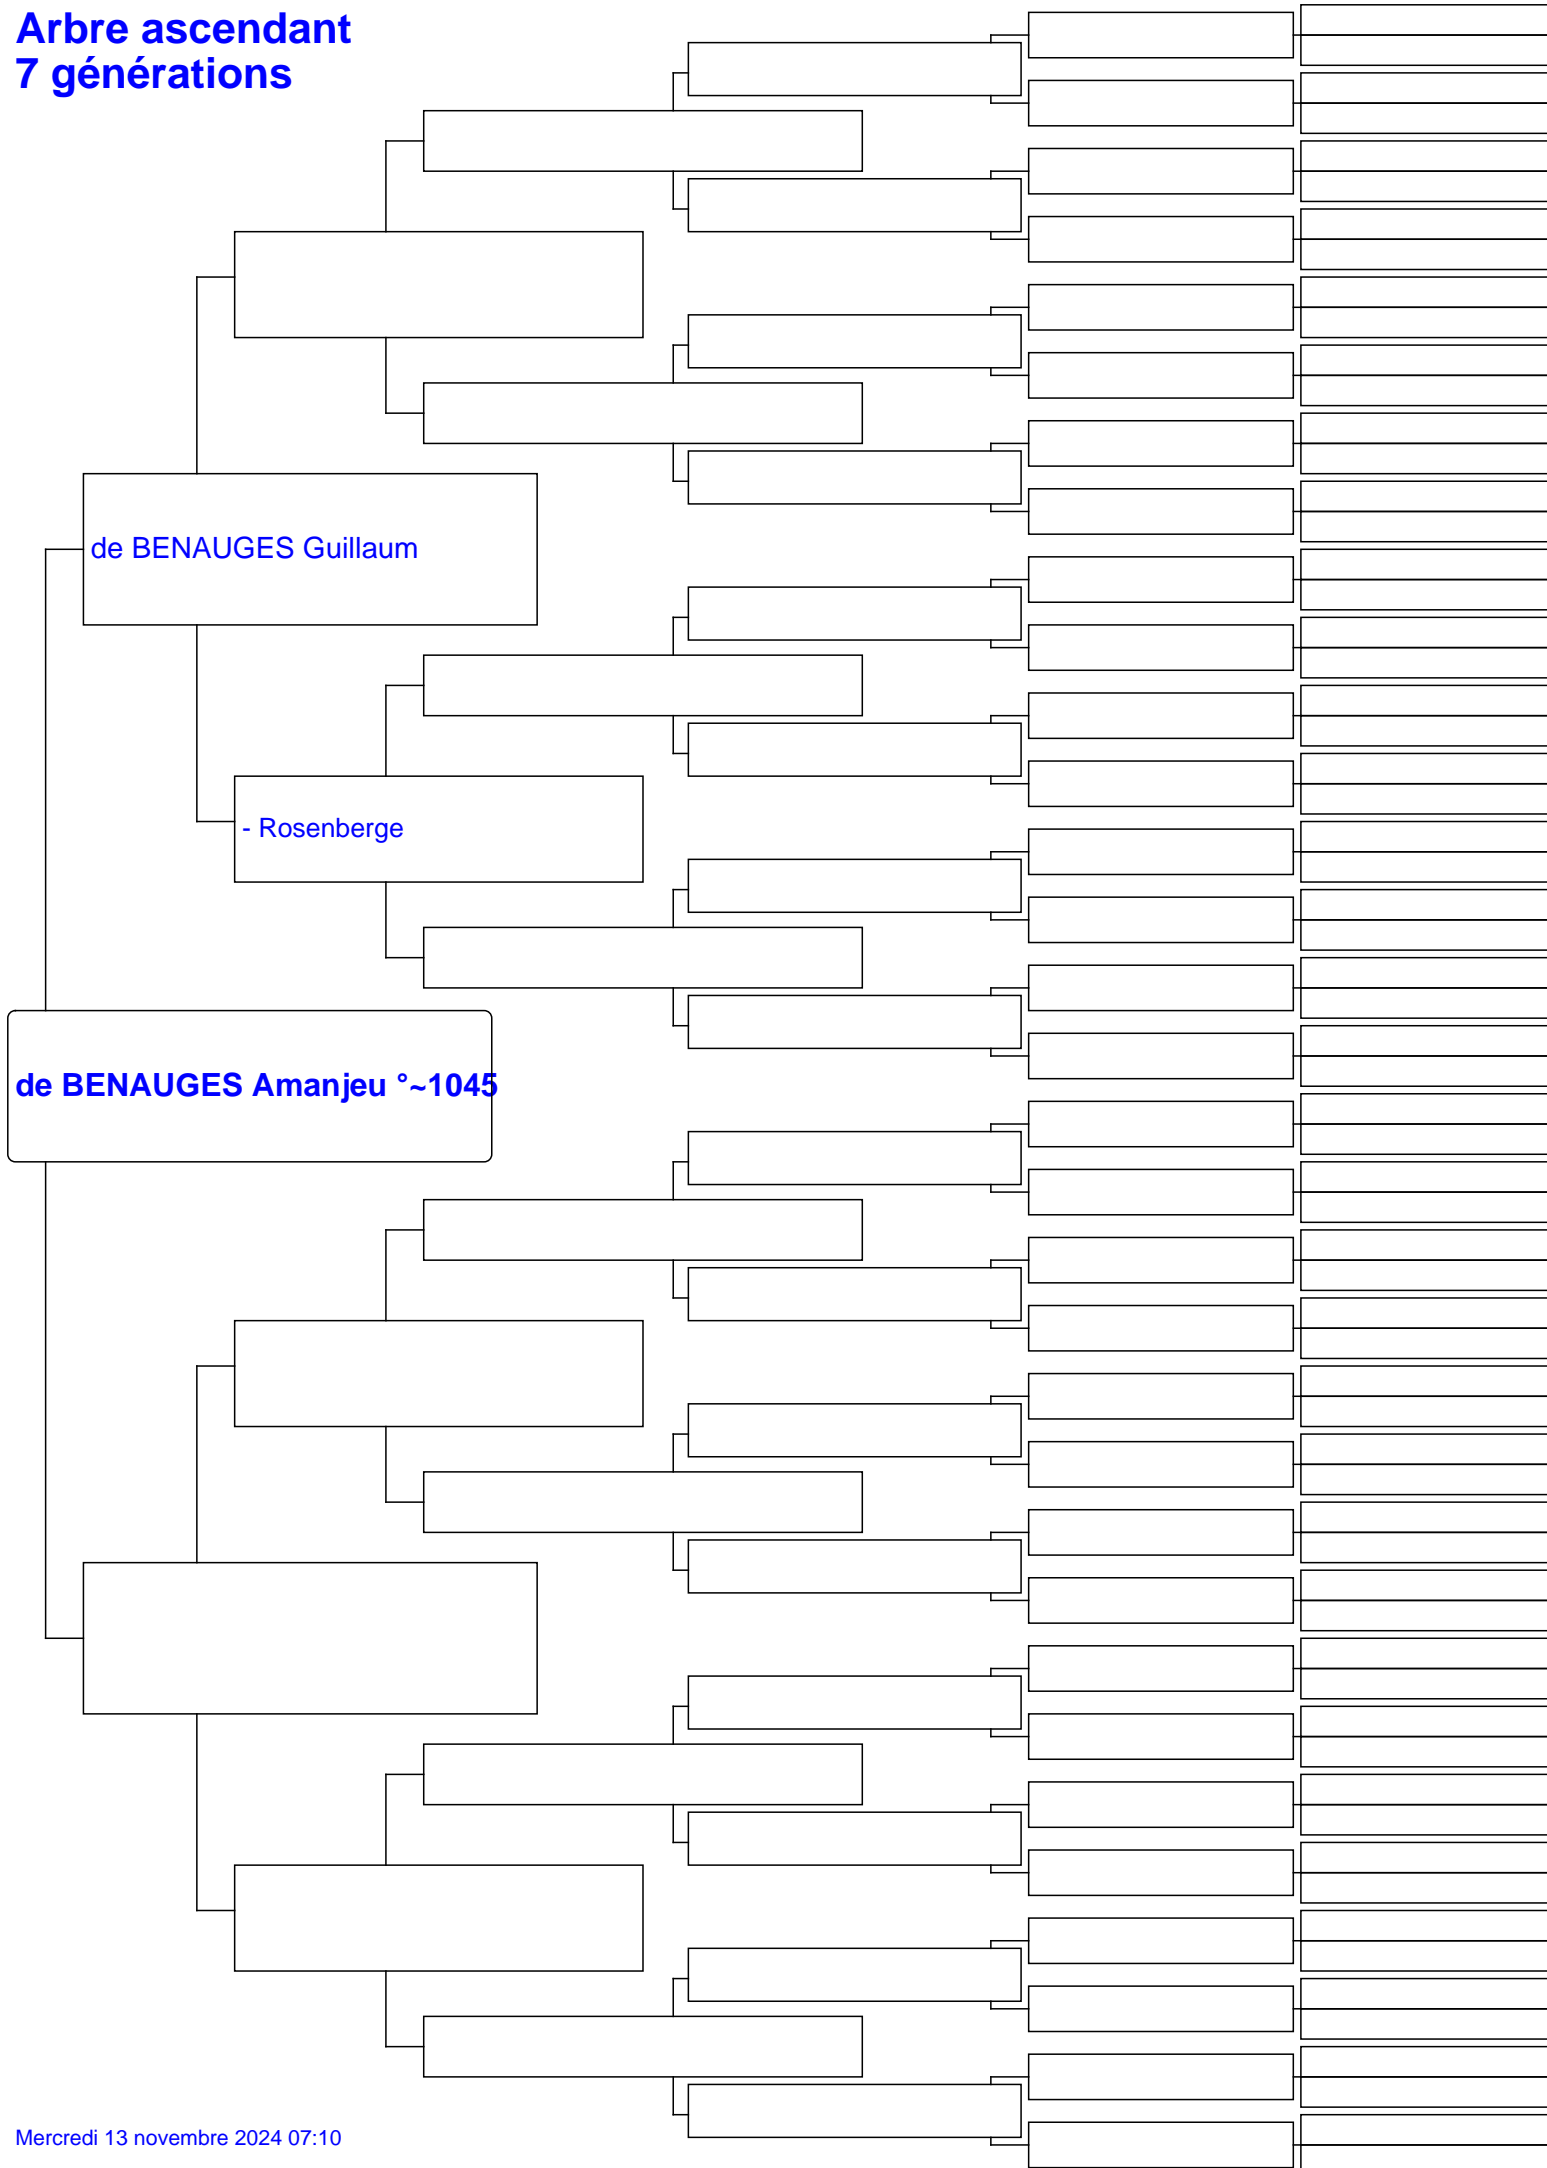 Arbre ascendant
7 générations
de BENAUGES Guillaum
- Rosenberge
de BENAUGES Amanjeu °~1045
Mercredi 13 novembre 2024 07:10